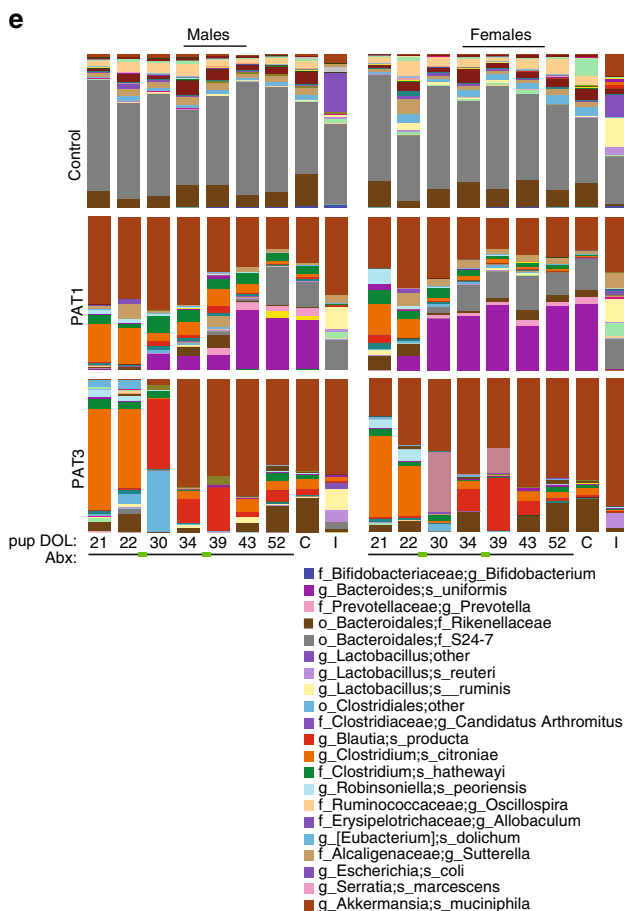 e
Males Females
Control
PAT1
PAT3
pup DOL: 21 22 30 34 39 43 52 C I 21 22 30 34 39 43 52 C I
Abx:
f_Bifidobacteriaceae;g_Bifidobacterium
g_Bacteroides;s_uniformis
f_Prevotellaceae;g_Prevotella
o_Bacteroidales;f_Rikenellaceae
o_Bacteroidales;f_S24-7
g_Lactobacillus;other
g_Lactobacillus;s_reuteri
g_Lactobacillus;s__ruminis
o_Clostridiales;other
f_Clostridiaceae;g_Candidatus Arthromitus
g_Blautia;s_producta
g_Clostridium;s_citroniae
f_Clostridium;s_hathewayi
g_Robinsoniella;s_peoriensis
f_Ruminococcaceae;g_Oscillospira
f_Erysipelotrichaceae;g_Allobaculum
g_[Eubacterium];s_dolichum
f_Alcaligenaceae;g_Sutterella
g_Escherichia;s_coli
g_Serratia;s_marcescens
g_Akkermansia;s_muciniphila